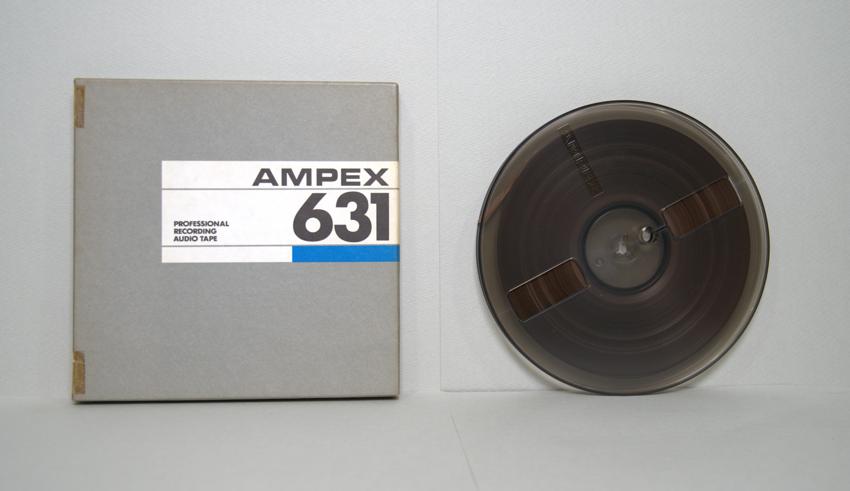 AMPEX
631
PROFESSIONAL
RECORDING
AUDIO TAPE